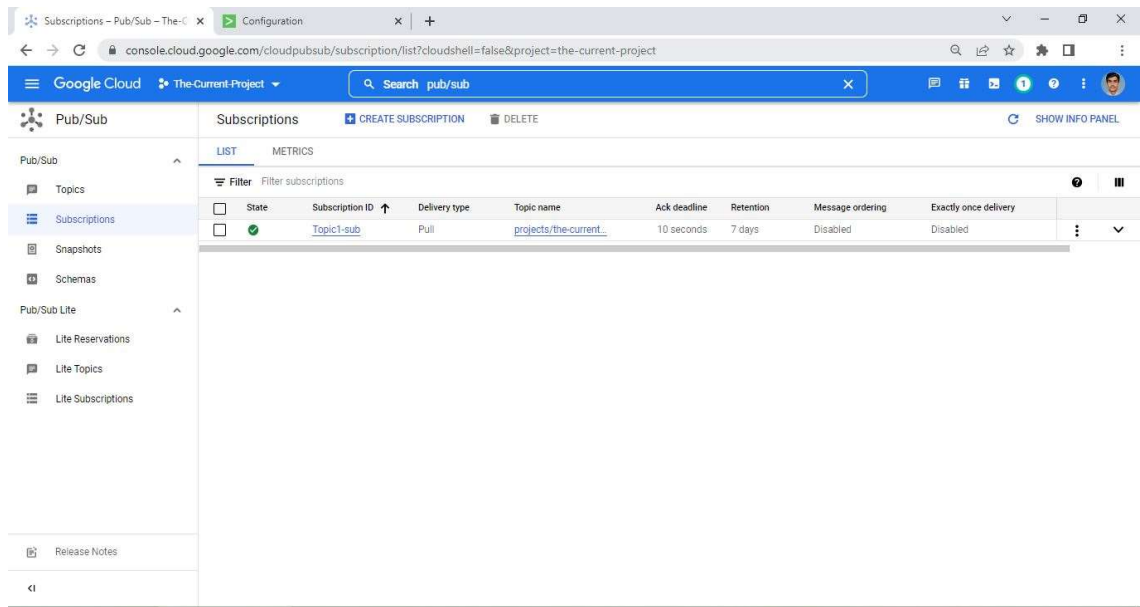 Subscriptions – Pub/Sub – The-C
Configuration
console.cloud.google.com/cloudpubsub/subscription/list?cloudshell=false&project=the-current-project
Google Cloud The-Current-Project Search pub/sub 1
Pub/Sub
Subscriptions CREATE SUBSCRIPTION DELETE SHOW INFO PANEL
Pub/Sub
Topics
Subscriptions
Snapshots
Schemas
Pub/Sub Lite
Lite Reservations
Lite Topics
Lite Subscriptions
Release Notes
LIST METRICS
Filter Filter subscriptions
State Subscription ID Delivery type Topic name Ack deadline Retention Message ordering Exactly once delivery
Topic1-sub Pull projects/the-current... 10 seconds 7 days Disabled Disabled